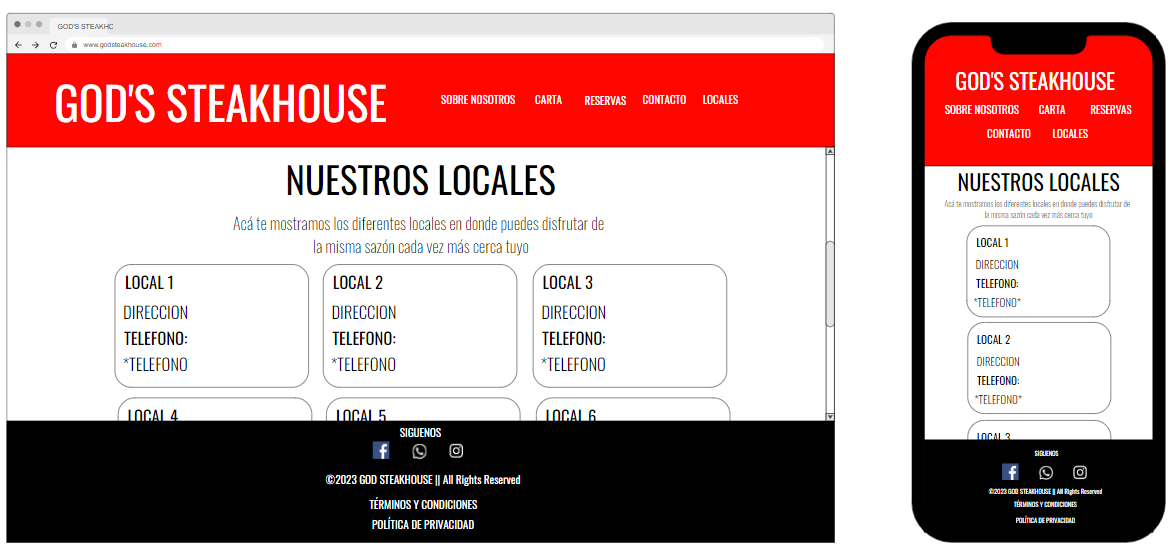 GOD'S STEAKHC
www.godsteakhouse.com
GOD'S STEAKHOUSE
SOBRE NOSOTROS CARTA RESERVAS CONTACTO LOCALES
NUESTROS LOCALES
Acá te mostramos los diferentes locales en donde puedes disfrutar de
la misma sazón cada vez más cerca tuyo
LOCAL 1
DIRECCION
TELEFONO:
*TELEFONO
LOCAL 2
DIRECCION
TELEFONO:
*TELEFONO
LOCAL 3
DIRECCION
TELEFONO:
*TELEFONO
LOCAL 4
LOCAL 5
LOCAL 6
SIGUENOS
©2023 GOD STEAKHOUSE || All Rights Reserved
TÉRMINOS Y CONDICIONES
POLÍTICA DE PRIVACIDAD
GOD'S STEAKHOUSE
SOBRE NOSOTROS CARTA RESERVAS
CONTACTO LOCALES
NUESTROS LOCALES
Acá te mostramos los diferentes locales en donde puedes disfrutar de
la misma sazón cada vez más cerca tuyo
LOCAL 1
DIRECCION
TELEFONO:
*TELEFONO*
LOCAL 2
DIRECCION
TELEFONO:
*TELEFONO*
LOCAL 3
SIGUENOS
©2023 GOD STEAKHOUSE || All Rights Reserved
TÉRMINOS Y CONDICIONES
POLÍTICA DE PRIVACIDAD